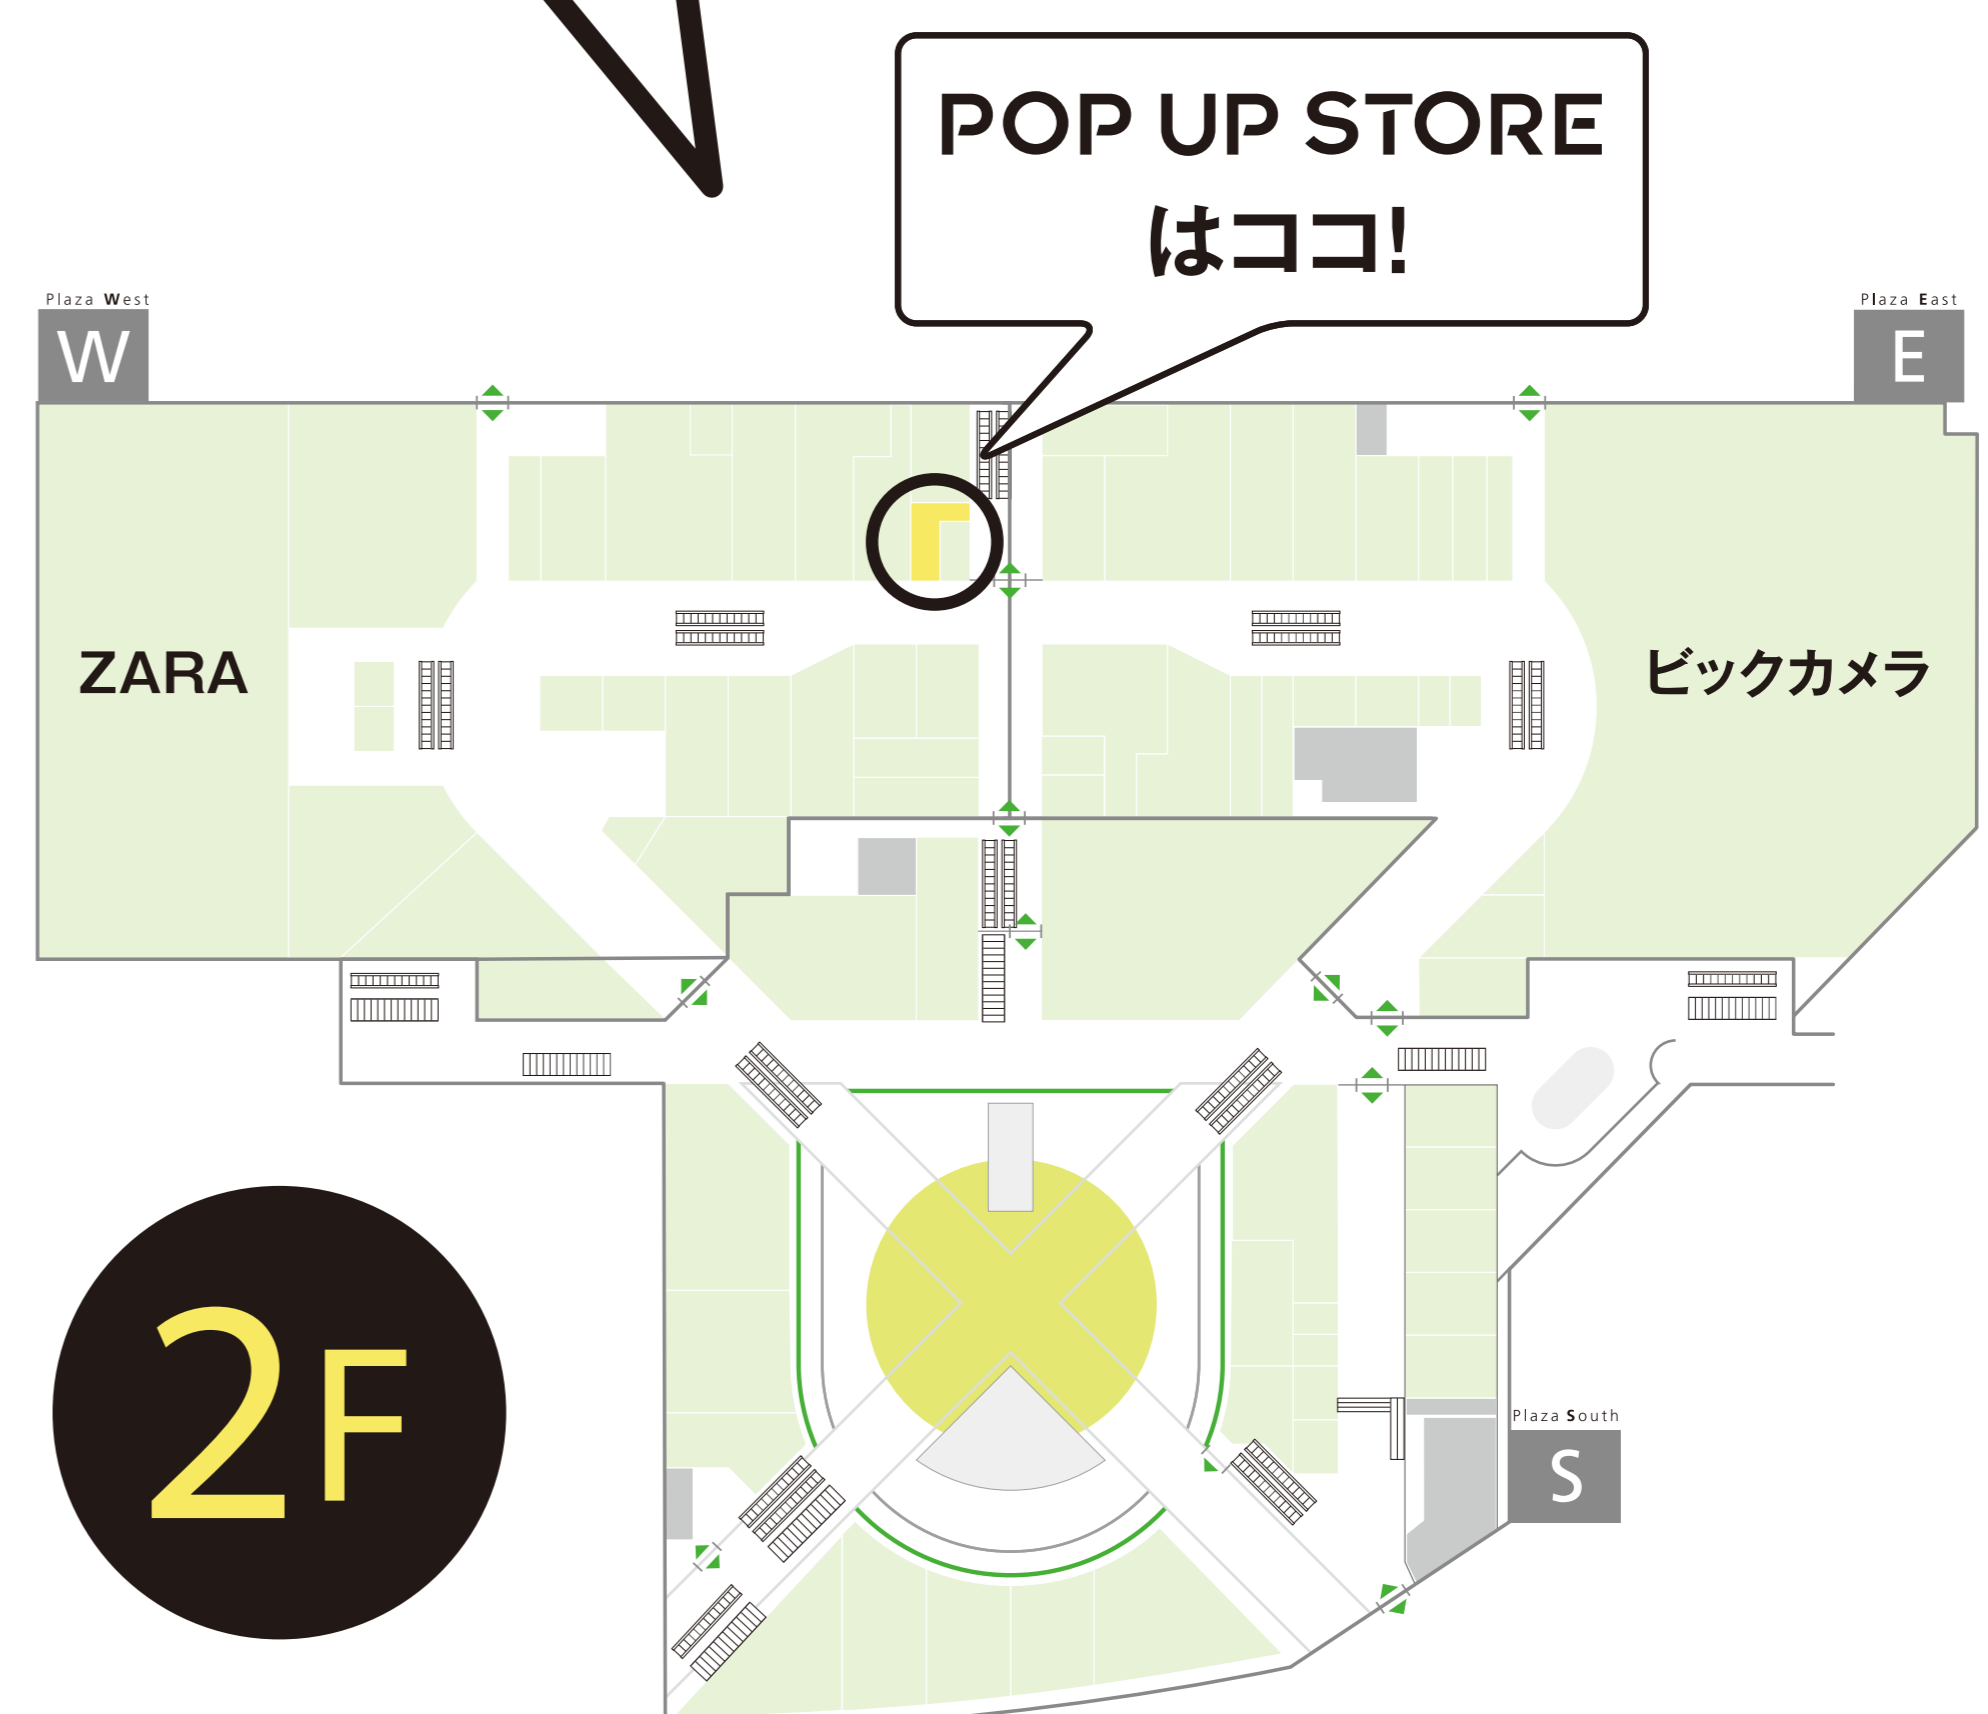 POP UP STORE
はココ!
Plaza West
W
Plaza East
E
ZARA
ビックカメラ
2F
Plaza South
S